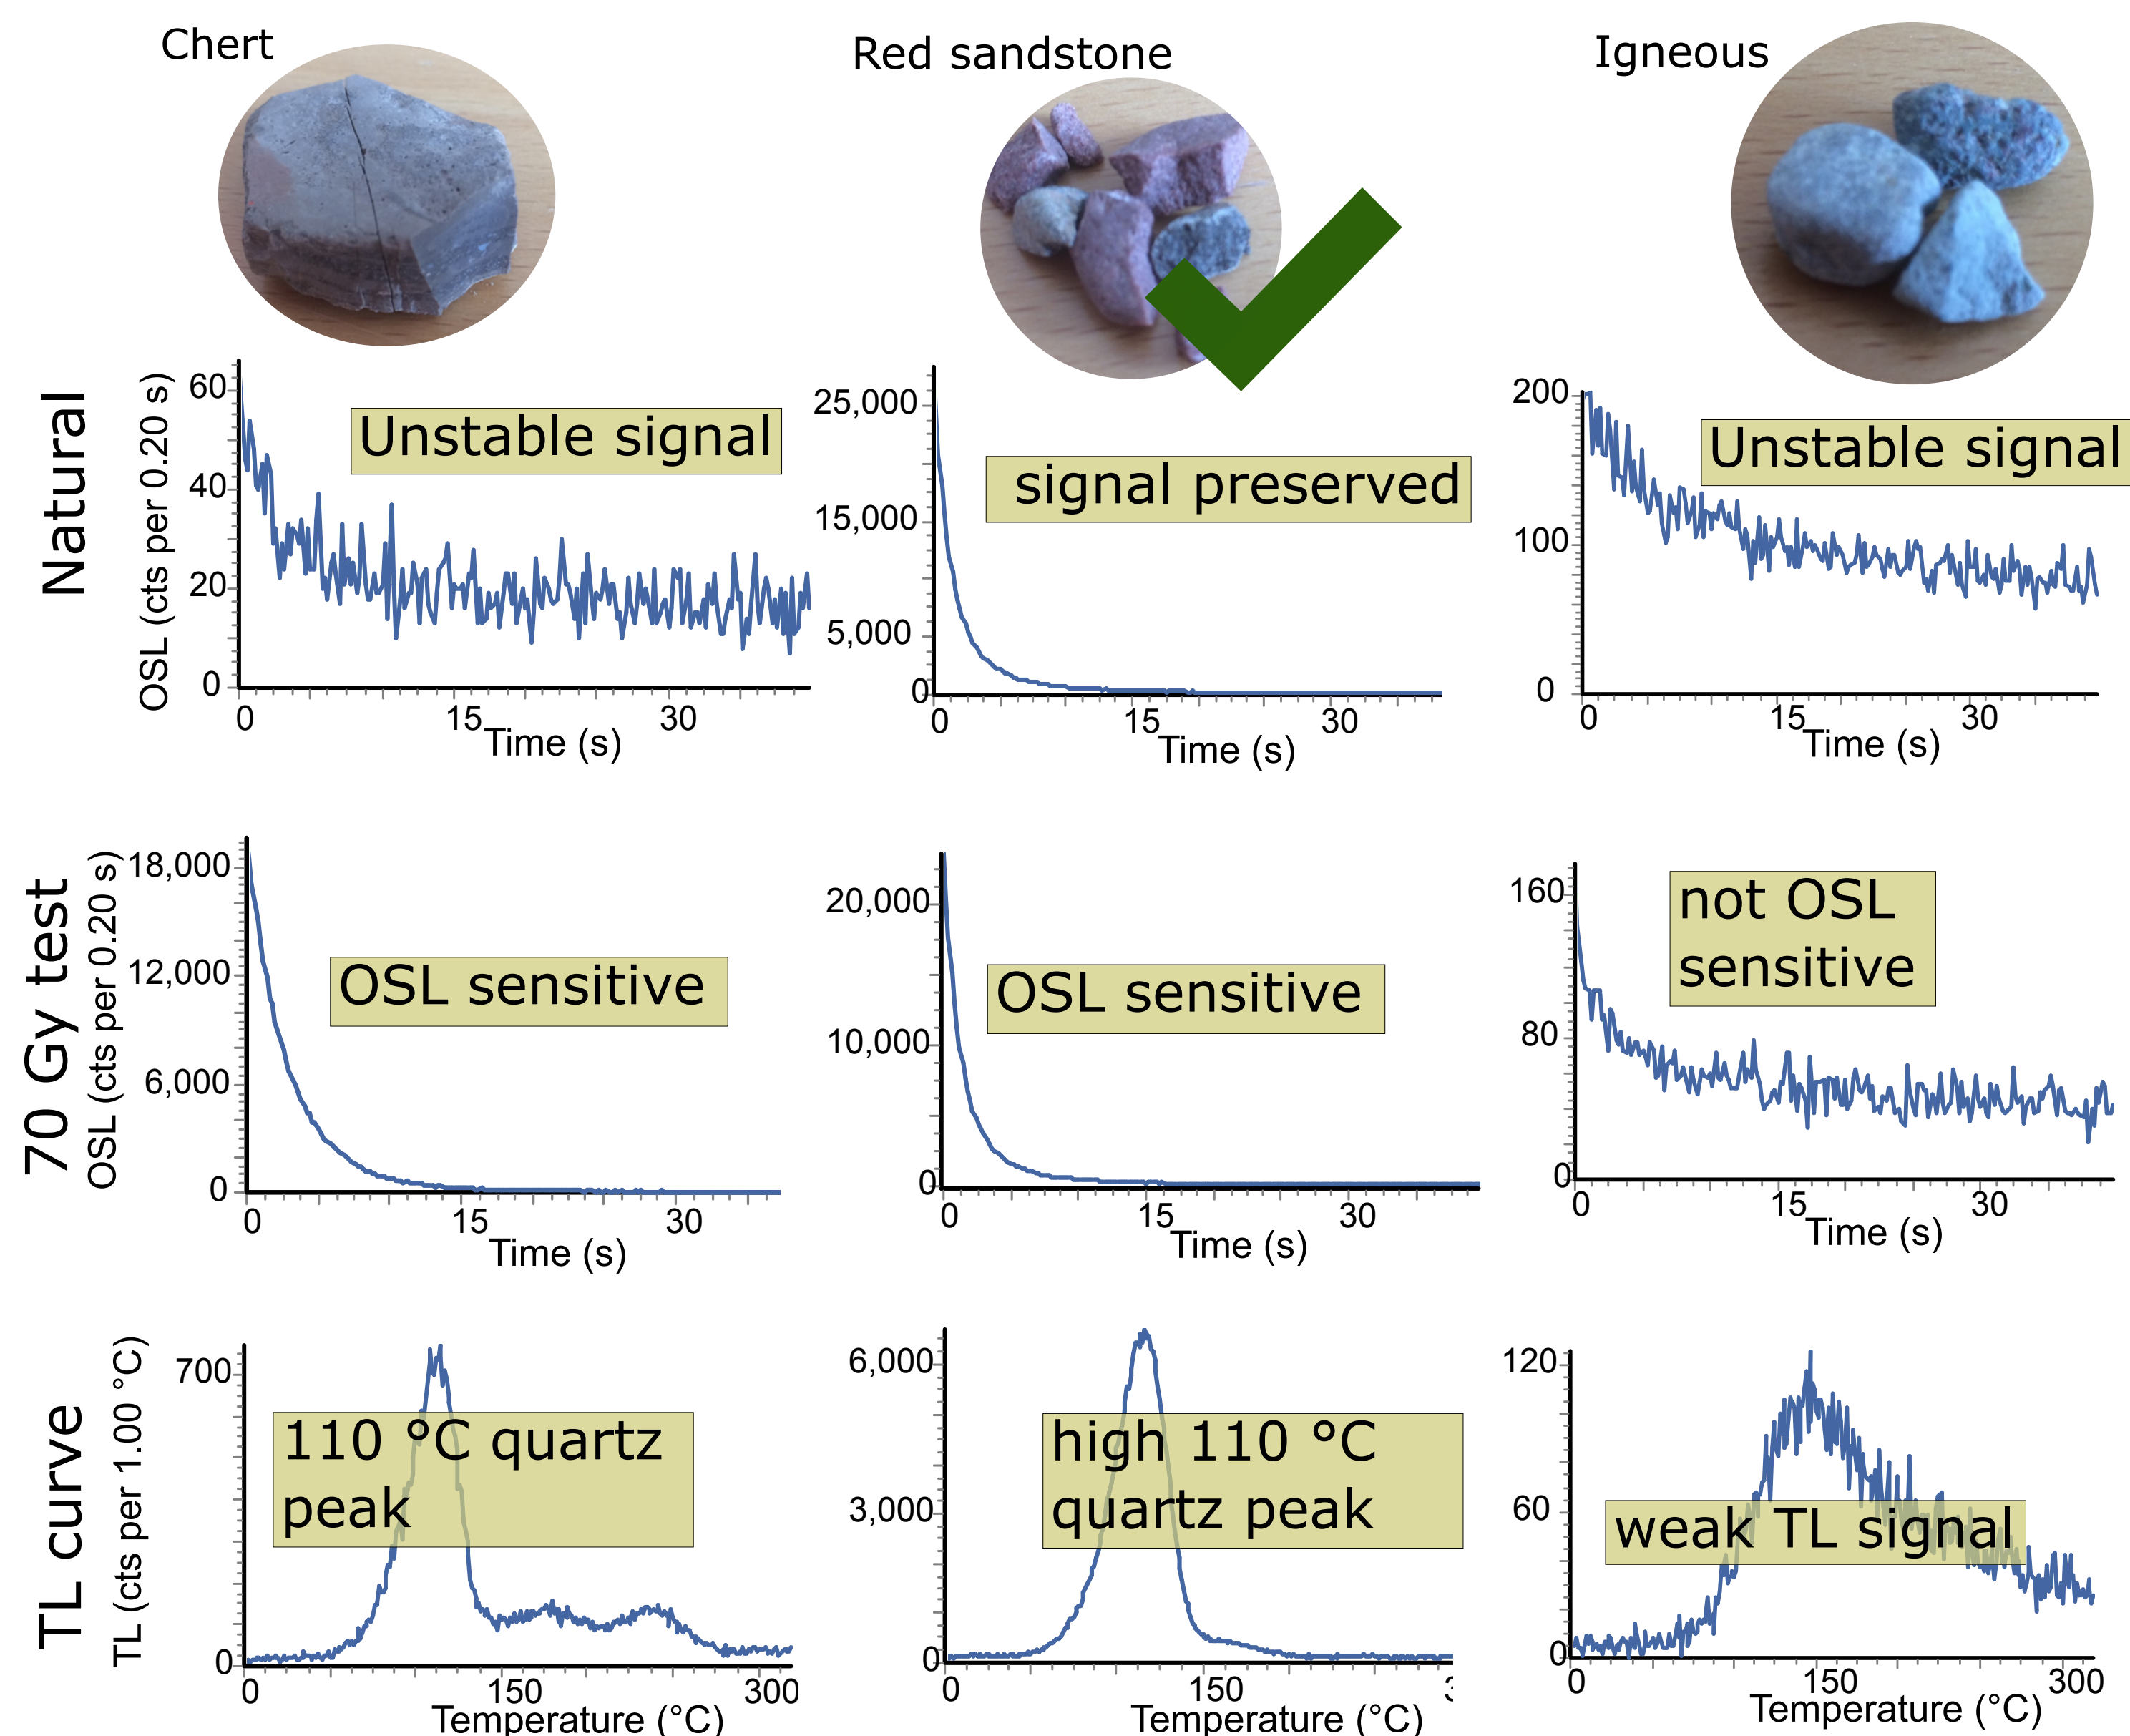 Chert
Red sandstone
Igneous
Natural
OSL (cts per 0.20 s)
60
40
20
0
0
15
30
Time (s)
Unstable signal
25,000
15,000
5,000
0
0
15
30
Time (s)
signal preserved
200
100
0
0
15
30
Time (s)
Unstable signal
70 Gy test
OSL (cts per 0.20 s)
18,000
12,000
6,000
0
0
15
30
Time (s)
OSL sensitive
20,000
10,000
0
0
15
30
Time (s)
OSL sensitive
160
80
0
0
15
30
Time (s)
not OSL
sensitive
TL curve
TL (cts per 1.00 °C)
700
0
0
150
300
Temperature (°C)
110 °C quartz
peak
6,000
3,000
0
0
150
Temperature (°C)
high 110 °C
quartz peak
120
60
0
0
150
300
Temperature (°C)
weak TL signal